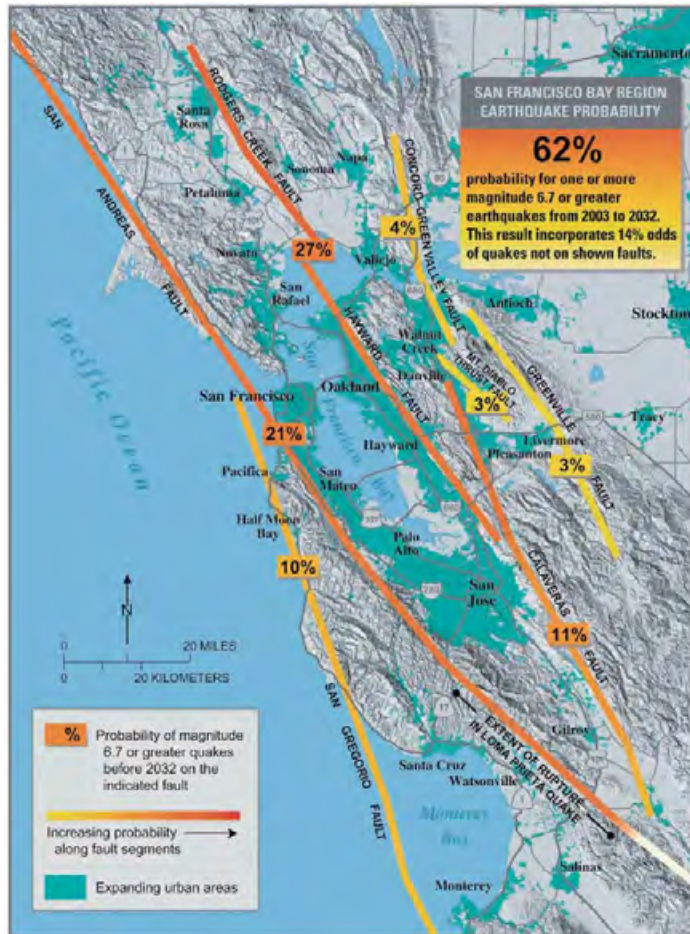 Sacramento
SAN FRANCISCO BAY REGION
EARTHQUAKE PROBABILITY
62%
probability for one or more
magnitude 6.7 or greater
earthquakes from 2003 to 2032.
This result incorporates 14% odds
of quakes not on shown faults.
SAN ANDREAS FAULT
RODGERS CREEK FAULT
Santa
Rosa
Sonoma
Napa
Petaluma
CONCORD-GREEN VALLEY FAULT
80
4%
27%
Novato
Vallejo
San
Rafael
HAYWARD FAULT
680
Antioch
Stockton
Walnut
Creek
MT DIABLO
THRUST FAULT
GREENVILLE FAULT
Danville
3%
Pacific Ocean
San Francisco
Oakland
San Francisco Bay
21%
Hayward
Pleasanton
Livermore
580
Tracy
3%
Pacifica
San
Mateo
Half Moon
Bay
101
Palo
Alto
10%
280
San
Jose
CALAVERAS FAULT
11%
N
20 MILES
0
0
20 KILOMETERS
SAN GREGORIO FAULT
17
EXTENT OF RUPTURE
IN LOMA PRIETA QUAKE
Gilroy
Santa Cruz
Watsonville
Monterey
Bay
Salinas
Monterey
% Probability of magnitude
6.7 or greater quakes
before 2032 on the
indicated fault
Increasing probability
along fault segments
Expanding urban areas